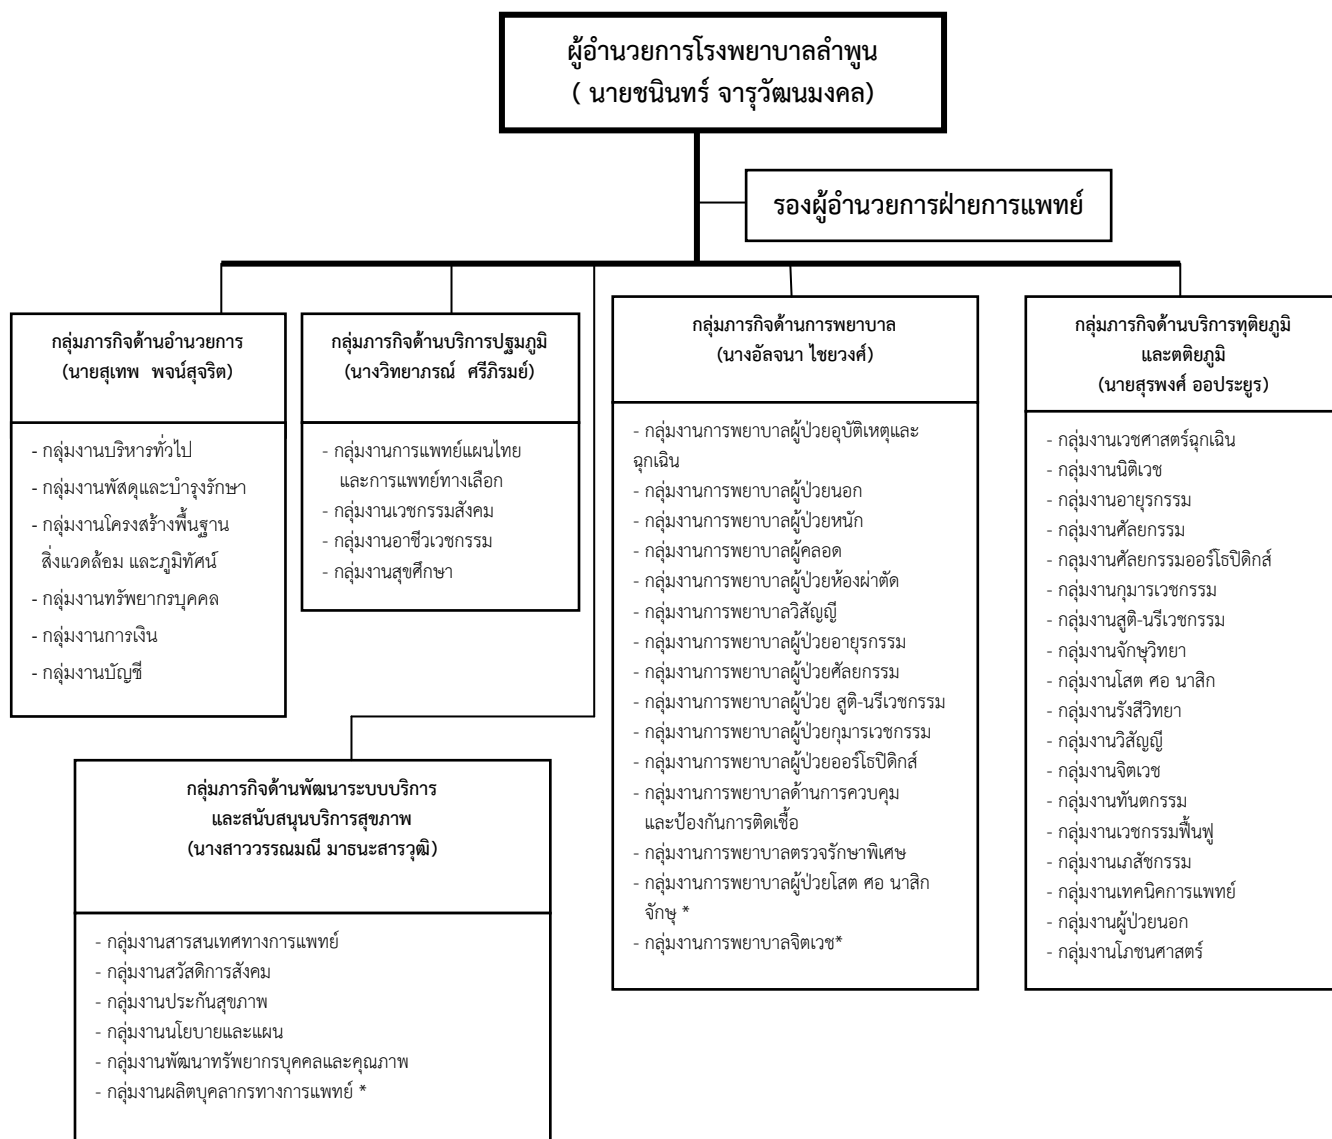 ผู้อำนวยการโรงพยาบาลลำพูน
( นายชนินทร์ จารุวัฒนมงคล)
รองผู้อำนวยการฝ่ายการแพทย์
กลุ่มภารกิจด้านอำนวยการ
(นายสุเทพ พจน์สุจริต)
- กลุ่มงานบริหารทั่วไป
- กลุ่มงานพัสดุและบำรุงรักษา
- กลุ่มงานโครงสร้างพื้นฐาน
สิ่งแวดล้อม และภูมิทัศน์
- กลุ่มงานทรัพยากรบุคคล
- กลุ่มงานการเงิน
- กลุ่มงานบัญชี
กลุ่มภารกิจด้านบริการปฐมภูมิ
(นางวิทยาภรณ์ ศรีภิรมย์)
- กลุ่มงานการแพทย์แผนไทย
และการแพทย์ทางเลือก
- กลุ่มงานเวชกรรมสังคม
- กลุ่มงานอาชีวเวชกรรม
- กลุ่มงานสุขศึกษา
กลุ่มภารกิจด้านการพยาบาล
(นางอัลจนา ไชยวงศ์)
- กลุ่มงานการพยาบาลผู้ป่วยอุบัติเหตุและ
ฉุกเฉิน
- กลุ่มงานการพยาบาลผู้ป่วยนอก
- กลุ่มงานการพยาบาลผู้ป่วยหนัก
- กลุ่มงานการพยาบาลผู้คลอด
- กลุ่มงานการพยาบาลผู้ป่วยห้องผ่าตัด
- กลุ่มงานการพยาบาลวิสัญญี
- กลุ่มงานการพยาบาลผู้ป่วยอายุรกรรม
- กลุ่มงานการพยาบาลผู้ป่วยศัลยกรรม
- กลุ่มงานการพยาบาลผู้ป่วย สูติ-นรีเวชกรรม
- กลุ่มงานการพยาบาลผู้ป่วยกุมารเวชกรรม
- กลุ่มงานการพยาบาลผู้ป่วยออร์โธปิดิกส์
- กลุ่มงานการพยาบาลด้านการควบคุม
และป้องกันการติดเชื้อ
- กลุ่มงานการพยาบาลตรวจรักษาพิเศษ
- กลุ่มงานการพยาบาลผู้ป่วยโสต ศอ นาสิก
จักษุ *
- กลุ่มงานการพยาบาลจิตเวช*
กลุ่มภารกิจด้านบริการทุติยภูมิ
และตติยภูมิ
(นายสุรพงศ์ ออประยูร)
- กลุ่มงานเวชศาสตร์ฉุกเฉิน
- กลุ่มงานนิติเวช
- กลุ่มงานอายุรกรรม
- กลุ่มงานศัลยกรรม
- กลุ่มงานศัลยกรรมออร์โธปิดิกส์
- กลุ่มงานกุมารเวชกรรม
- กลุ่มงานสูติ-นรีเวชกรรม
- กลุ่มงานจักษุวิทยา
- กลุ่มงานโสต ศอ นาสิก
- กลุ่มงานรังสีวิทยา
- กลุ่มงานวิสัญญี
- กลุ่มงานจิตเวช
- กลุ่มงานทันตกรรม
- กลุ่มงานเวชกรรมฟื้นฟู
- กลุ่มงานเภสัชกรรม
- กลุ่มงานเทคนิคการแพทย์
- กลุ่มงานผู้ป่วยนอก
- กลุ่มงานโภชนศาสตร์
กลุ่มภารกิจด้านพัฒนาระบบบริการ
และสนับสนุนบริการสุขภาพ
(นางสาววรรณมณี มาธนะสารวุฒิ)
- กลุ่มงานสารสนเทศทางการแพทย์
- กลุ่มงานสวัสดิการสังคม
- กลุ่มงานประกันสุขภาพ
- กลุ่มงานนโยบายและแผน
- กลุ่มงานพัฒนาทรัพยากรบุคคลและคุณภาพ
- กลุ่มงานผลิตบุคลากรทางการแพทย์ *